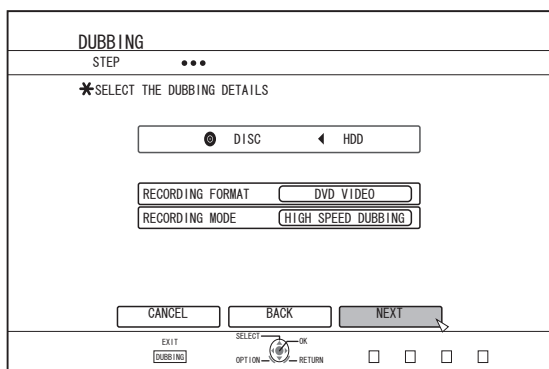 DUBBING
STEP
SELECT THE DUBBING DETAILS
DISC HDD
RECORDING FORMAT DVD VIDEO
RECORDING MODE HIGH SPEED DUBBING
CANCEL BACK NEXT
EXIT SELECT OK
DUBBING OPTION RETURN